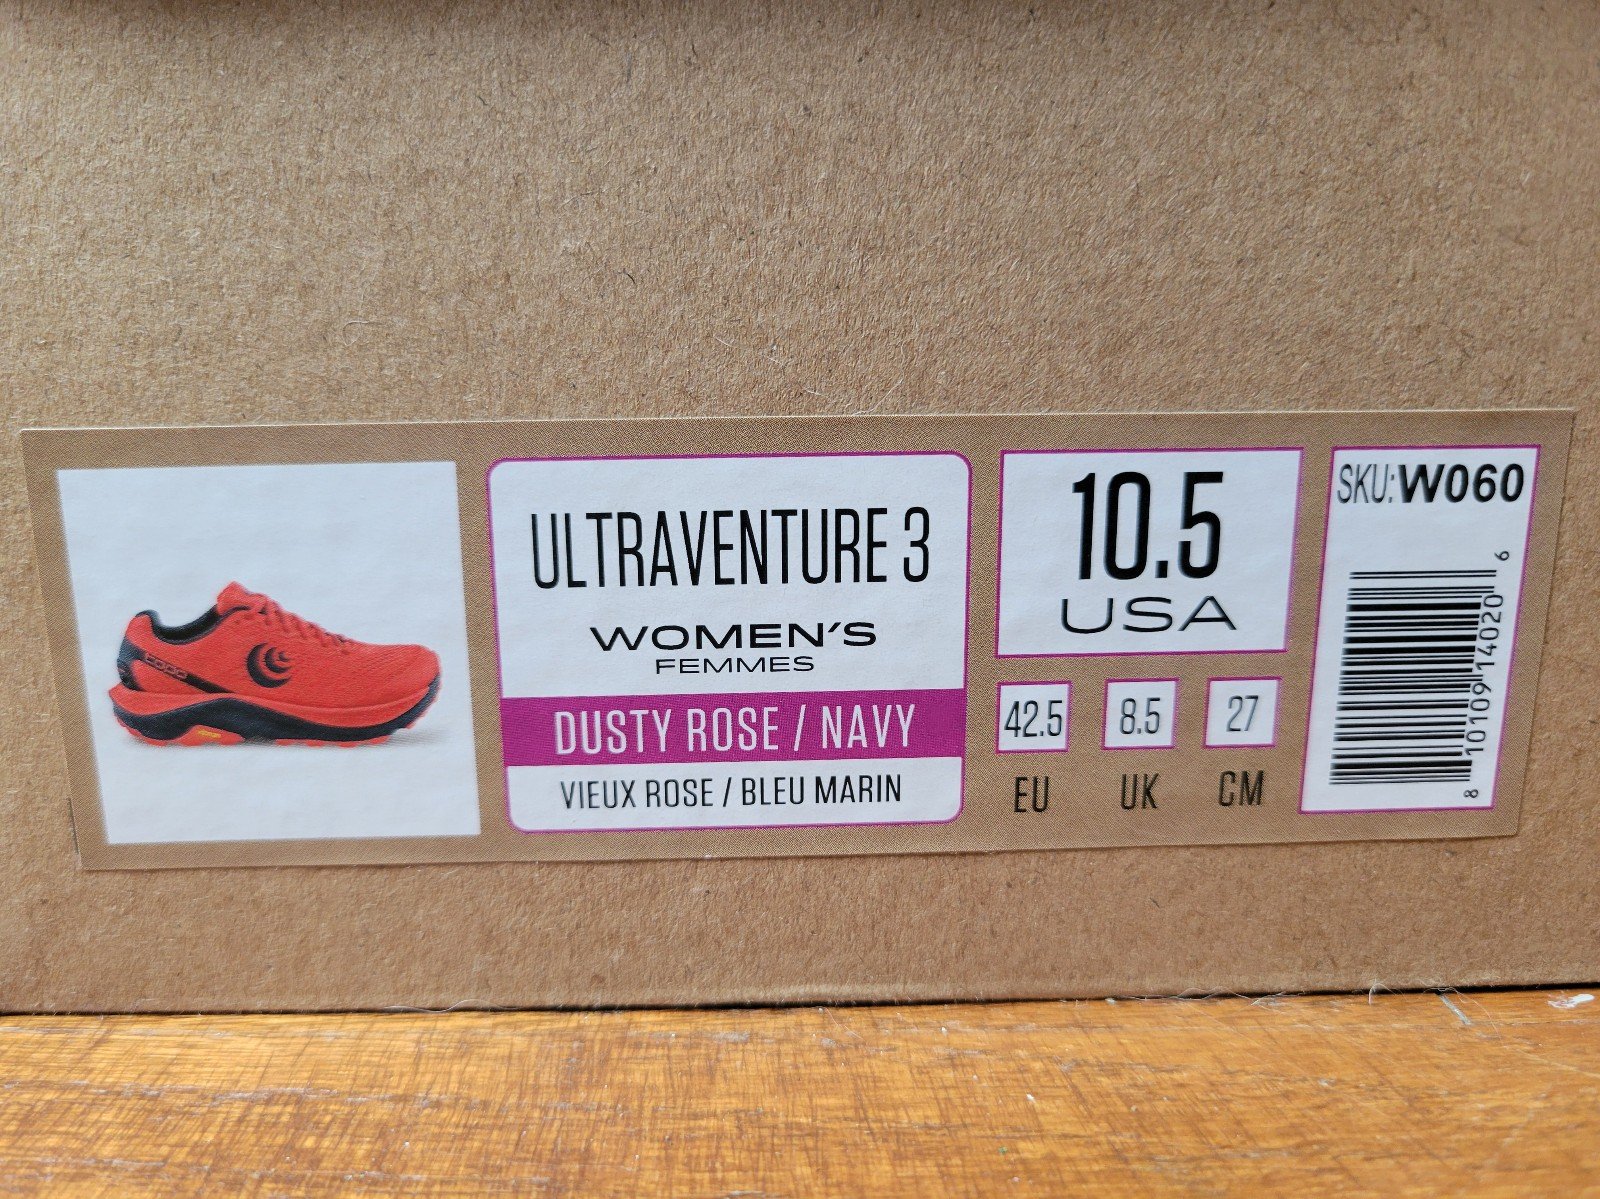 topo
ULTRAVENTURE 3
WOMEN'S
FEMMES
DUSTY ROSE / NAVY
VIEUX ROSE / BLEU MARIN
10.5
USA
42.5
EU
8.5
UK
27
CM
SKU:W060
8 10109 14020 6